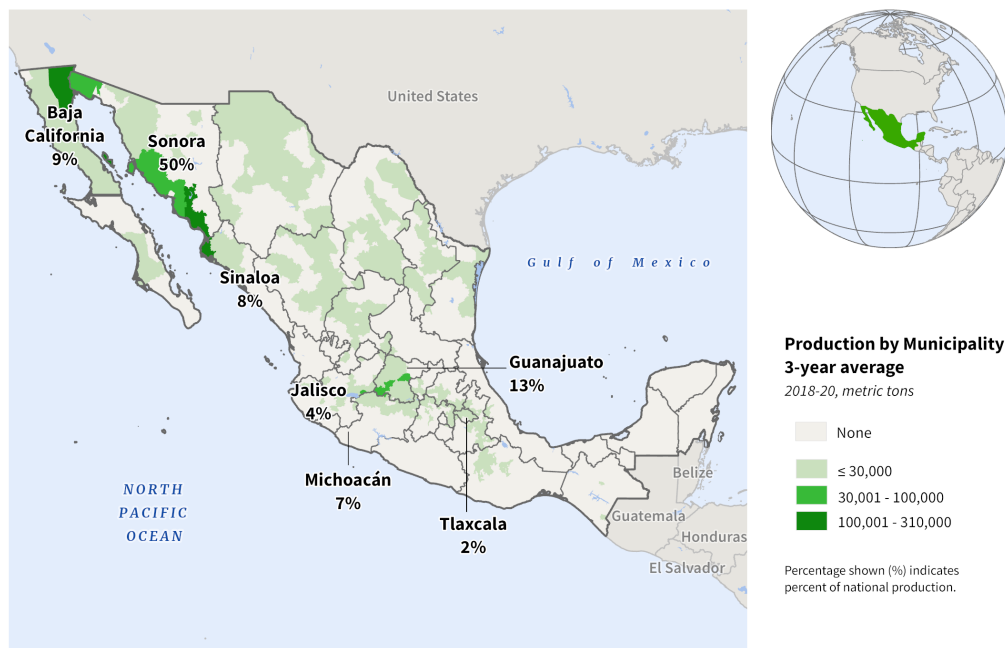 United States
Baja
California
9%
Sonora
50%
Gulf of Mexico
Sinaloa
8%
Guanajuato
13%
Jalisco
4%
Michoacán
7%
Tlaxcala
2%
NORTH
PACIFIC
OCEAN
Belize
Guatemala
Honduras
El Salvador
Production by Municipality
3-year average
2018-20, metric tons
None
≤ 30,000
30,001 - 100,000
100,001 - 310,000
Percentage shown (%) indicates
percent of national production.